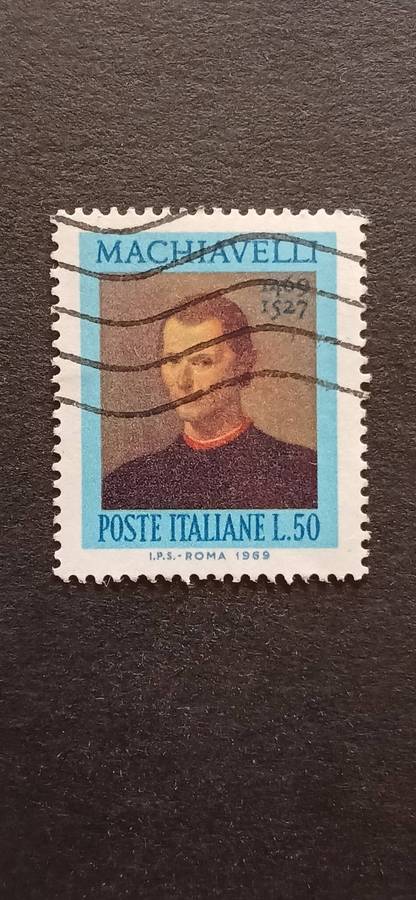 MACHIAVELLI
1469
1527
POSTE ITALIANE L.50
I.P.S.-ROMA 1969